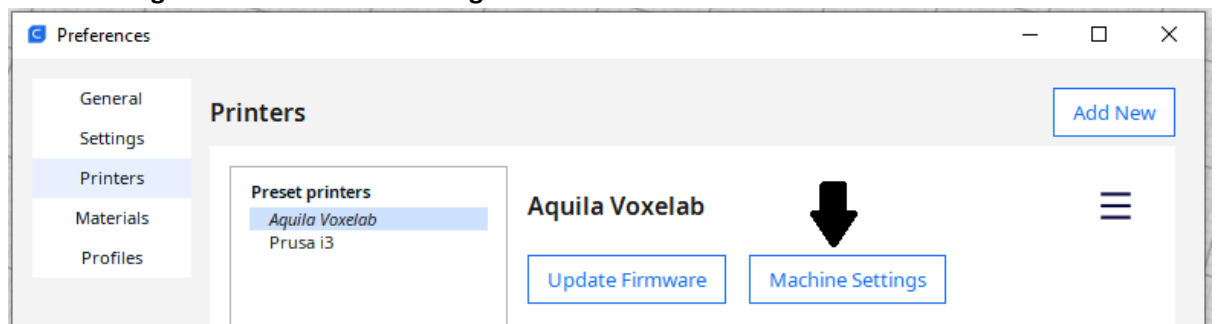 Preferences
General
Settings
Printers
Materials
Profiles
Printers
Add New
Preset printers
Aquila Voxelab
Prusa i3
Aquila Voxelab
Update Firmware
Machine Settings